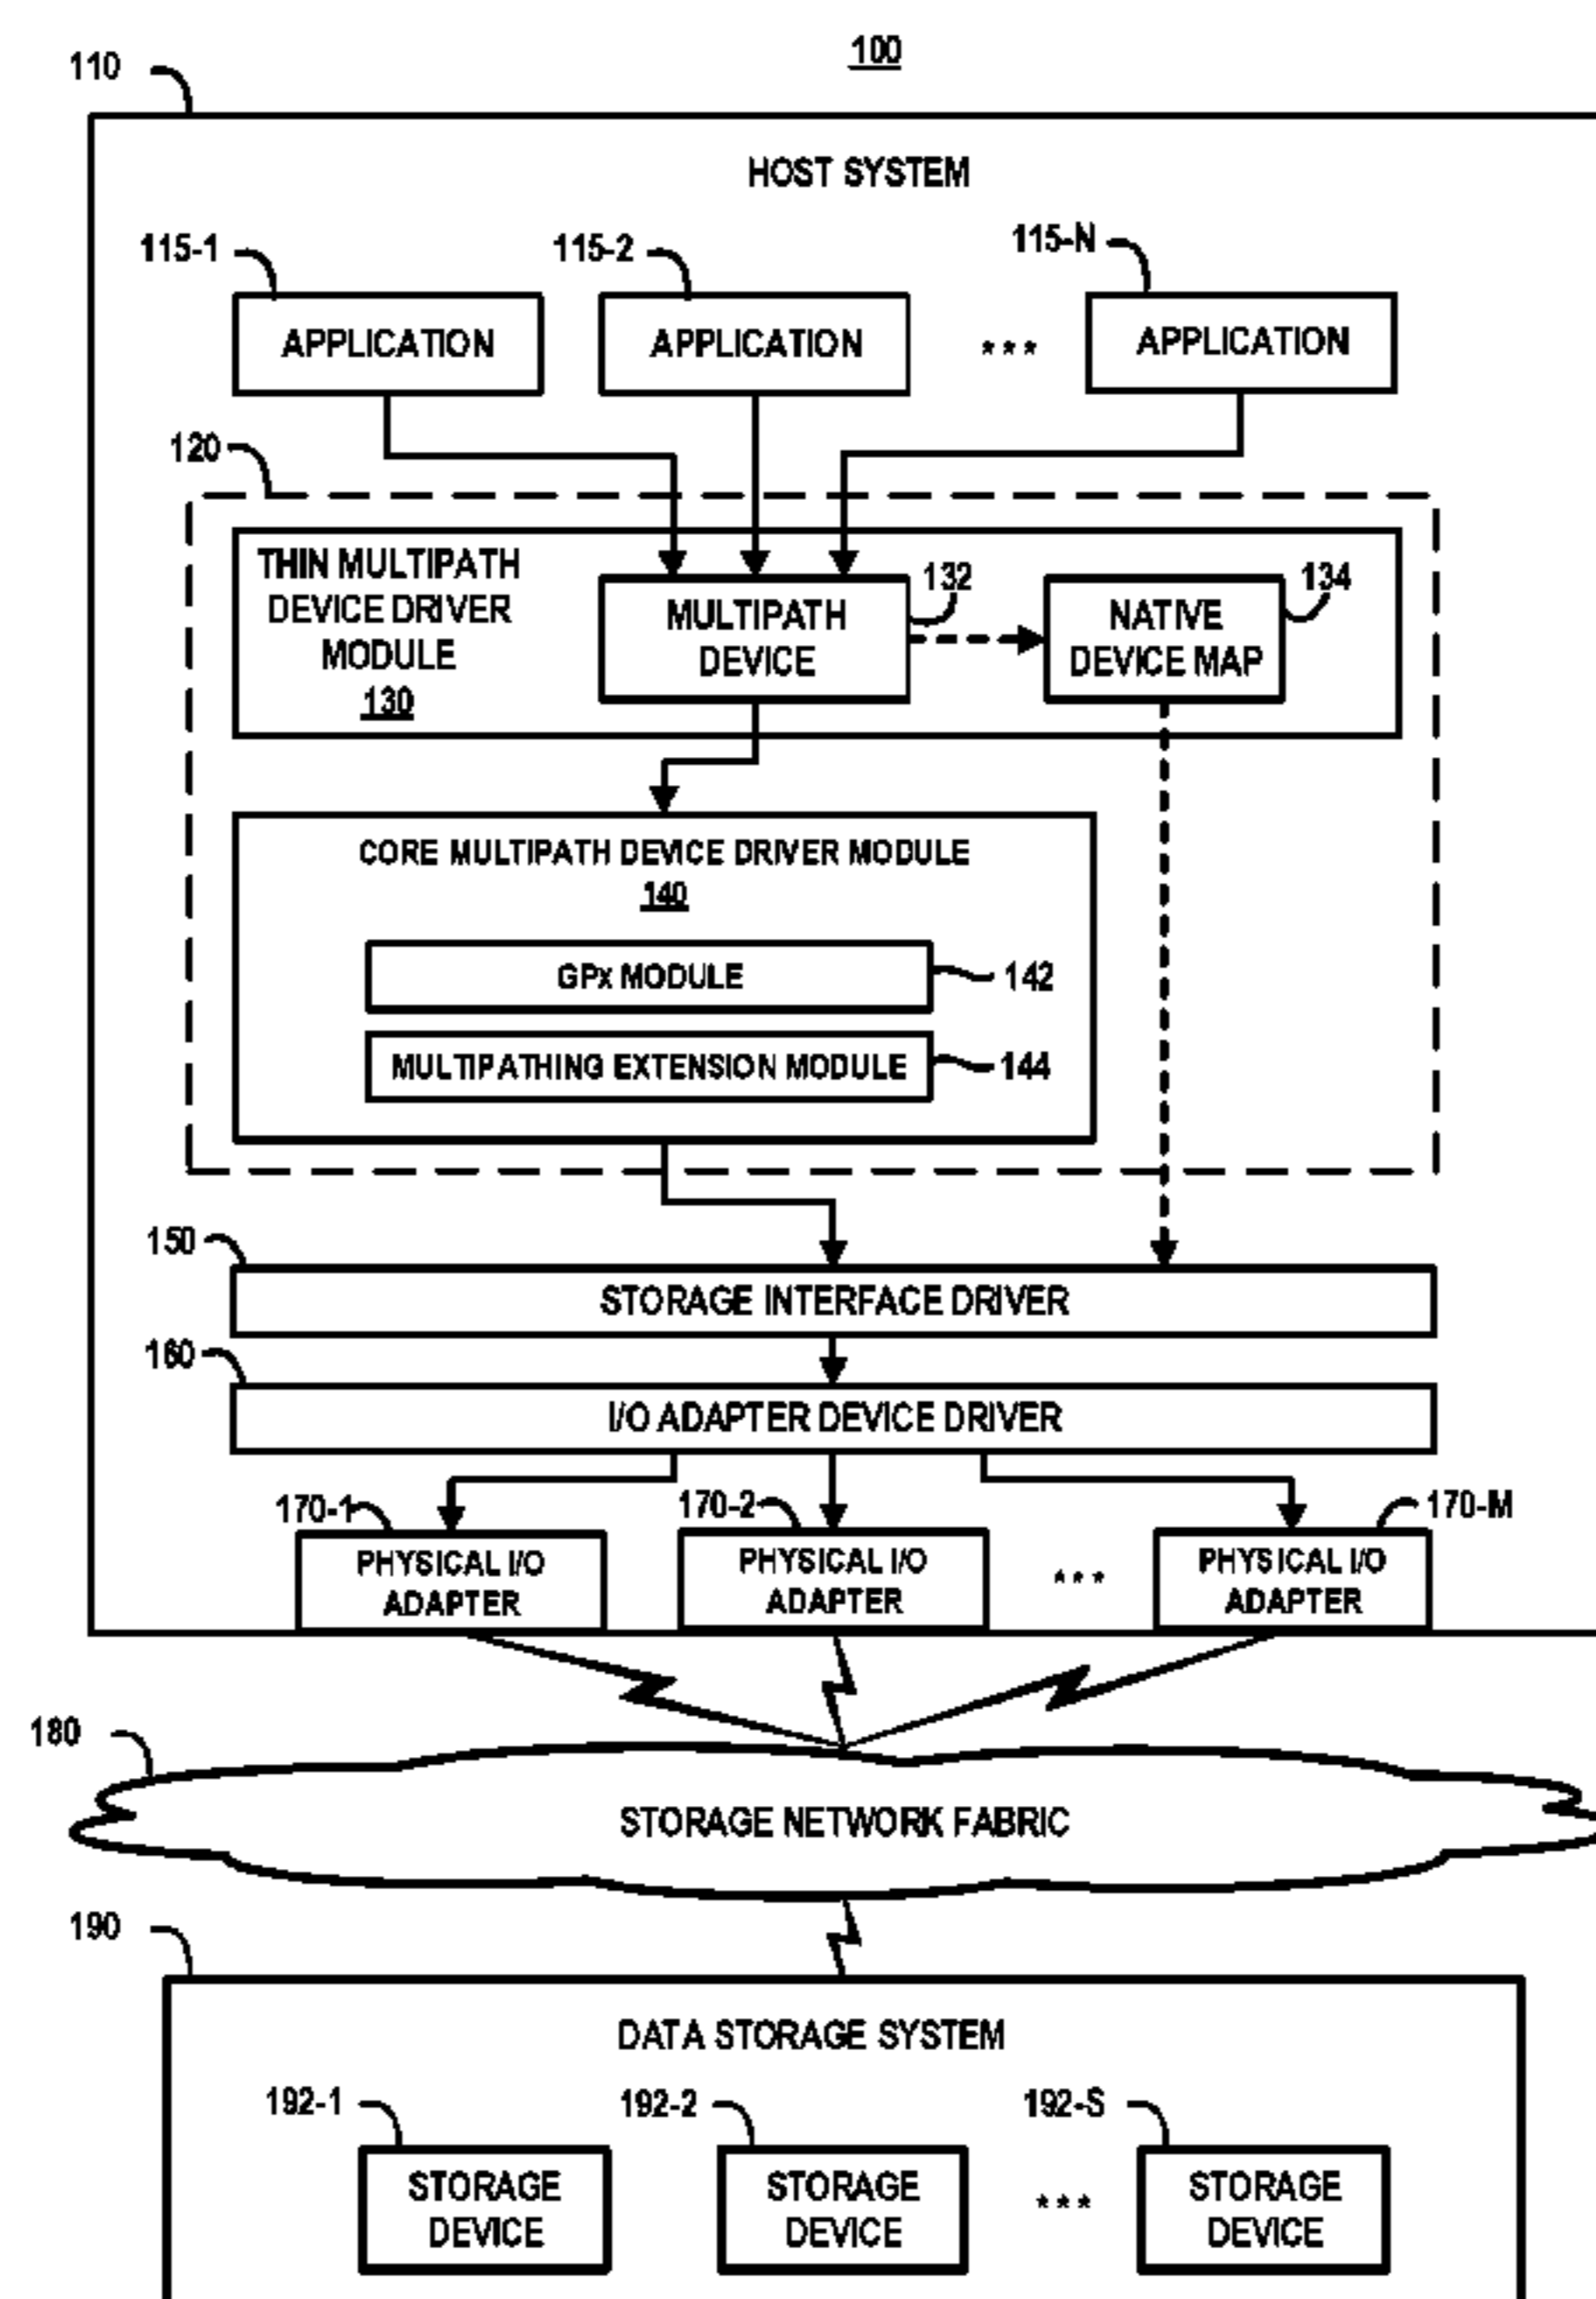 100
110
HOST SYSTEM
115-1
115-2
115-N
APPLICATION
APPLICATION
***
APPLICATION
120
THIN MULTIPATH
DEVICE DRIVER
MODULE
130
132
134
MULTIPATH
DEVICE
NATIVE
DEVICE MAP
CORE MULTIPATH DEVICE DRIVER MODULE
140
GPx MODULE
142
MULTIPATHING EXTENSION MODULE
144
150
STORAGE INTERFACE DRIVER
160
I/O ADAPTER DEVICE DRIVER
170-1
170-2
170-M
PHYSICAL I/O
ADAPTER
PHYSICAL I/O
ADAPTER
***
PHYSICAL I/O
ADAPTER
180
STORAGE NETWORK FABRIC
190
DATA STORAGE SYSTEM
192-1
192-2
192-S
STORAGE
DEVICE
STORAGE
DEVICE
***
STORAGE
DEVICE